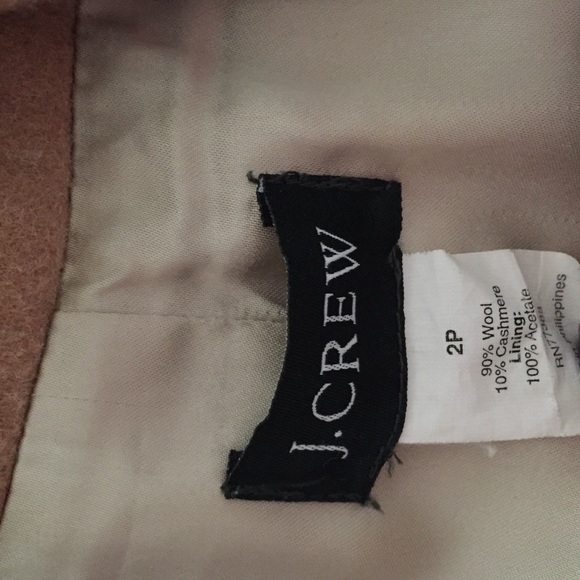 J.CREW
2P
90% Wool
10% Cashmere
Lining:
100% Acetate